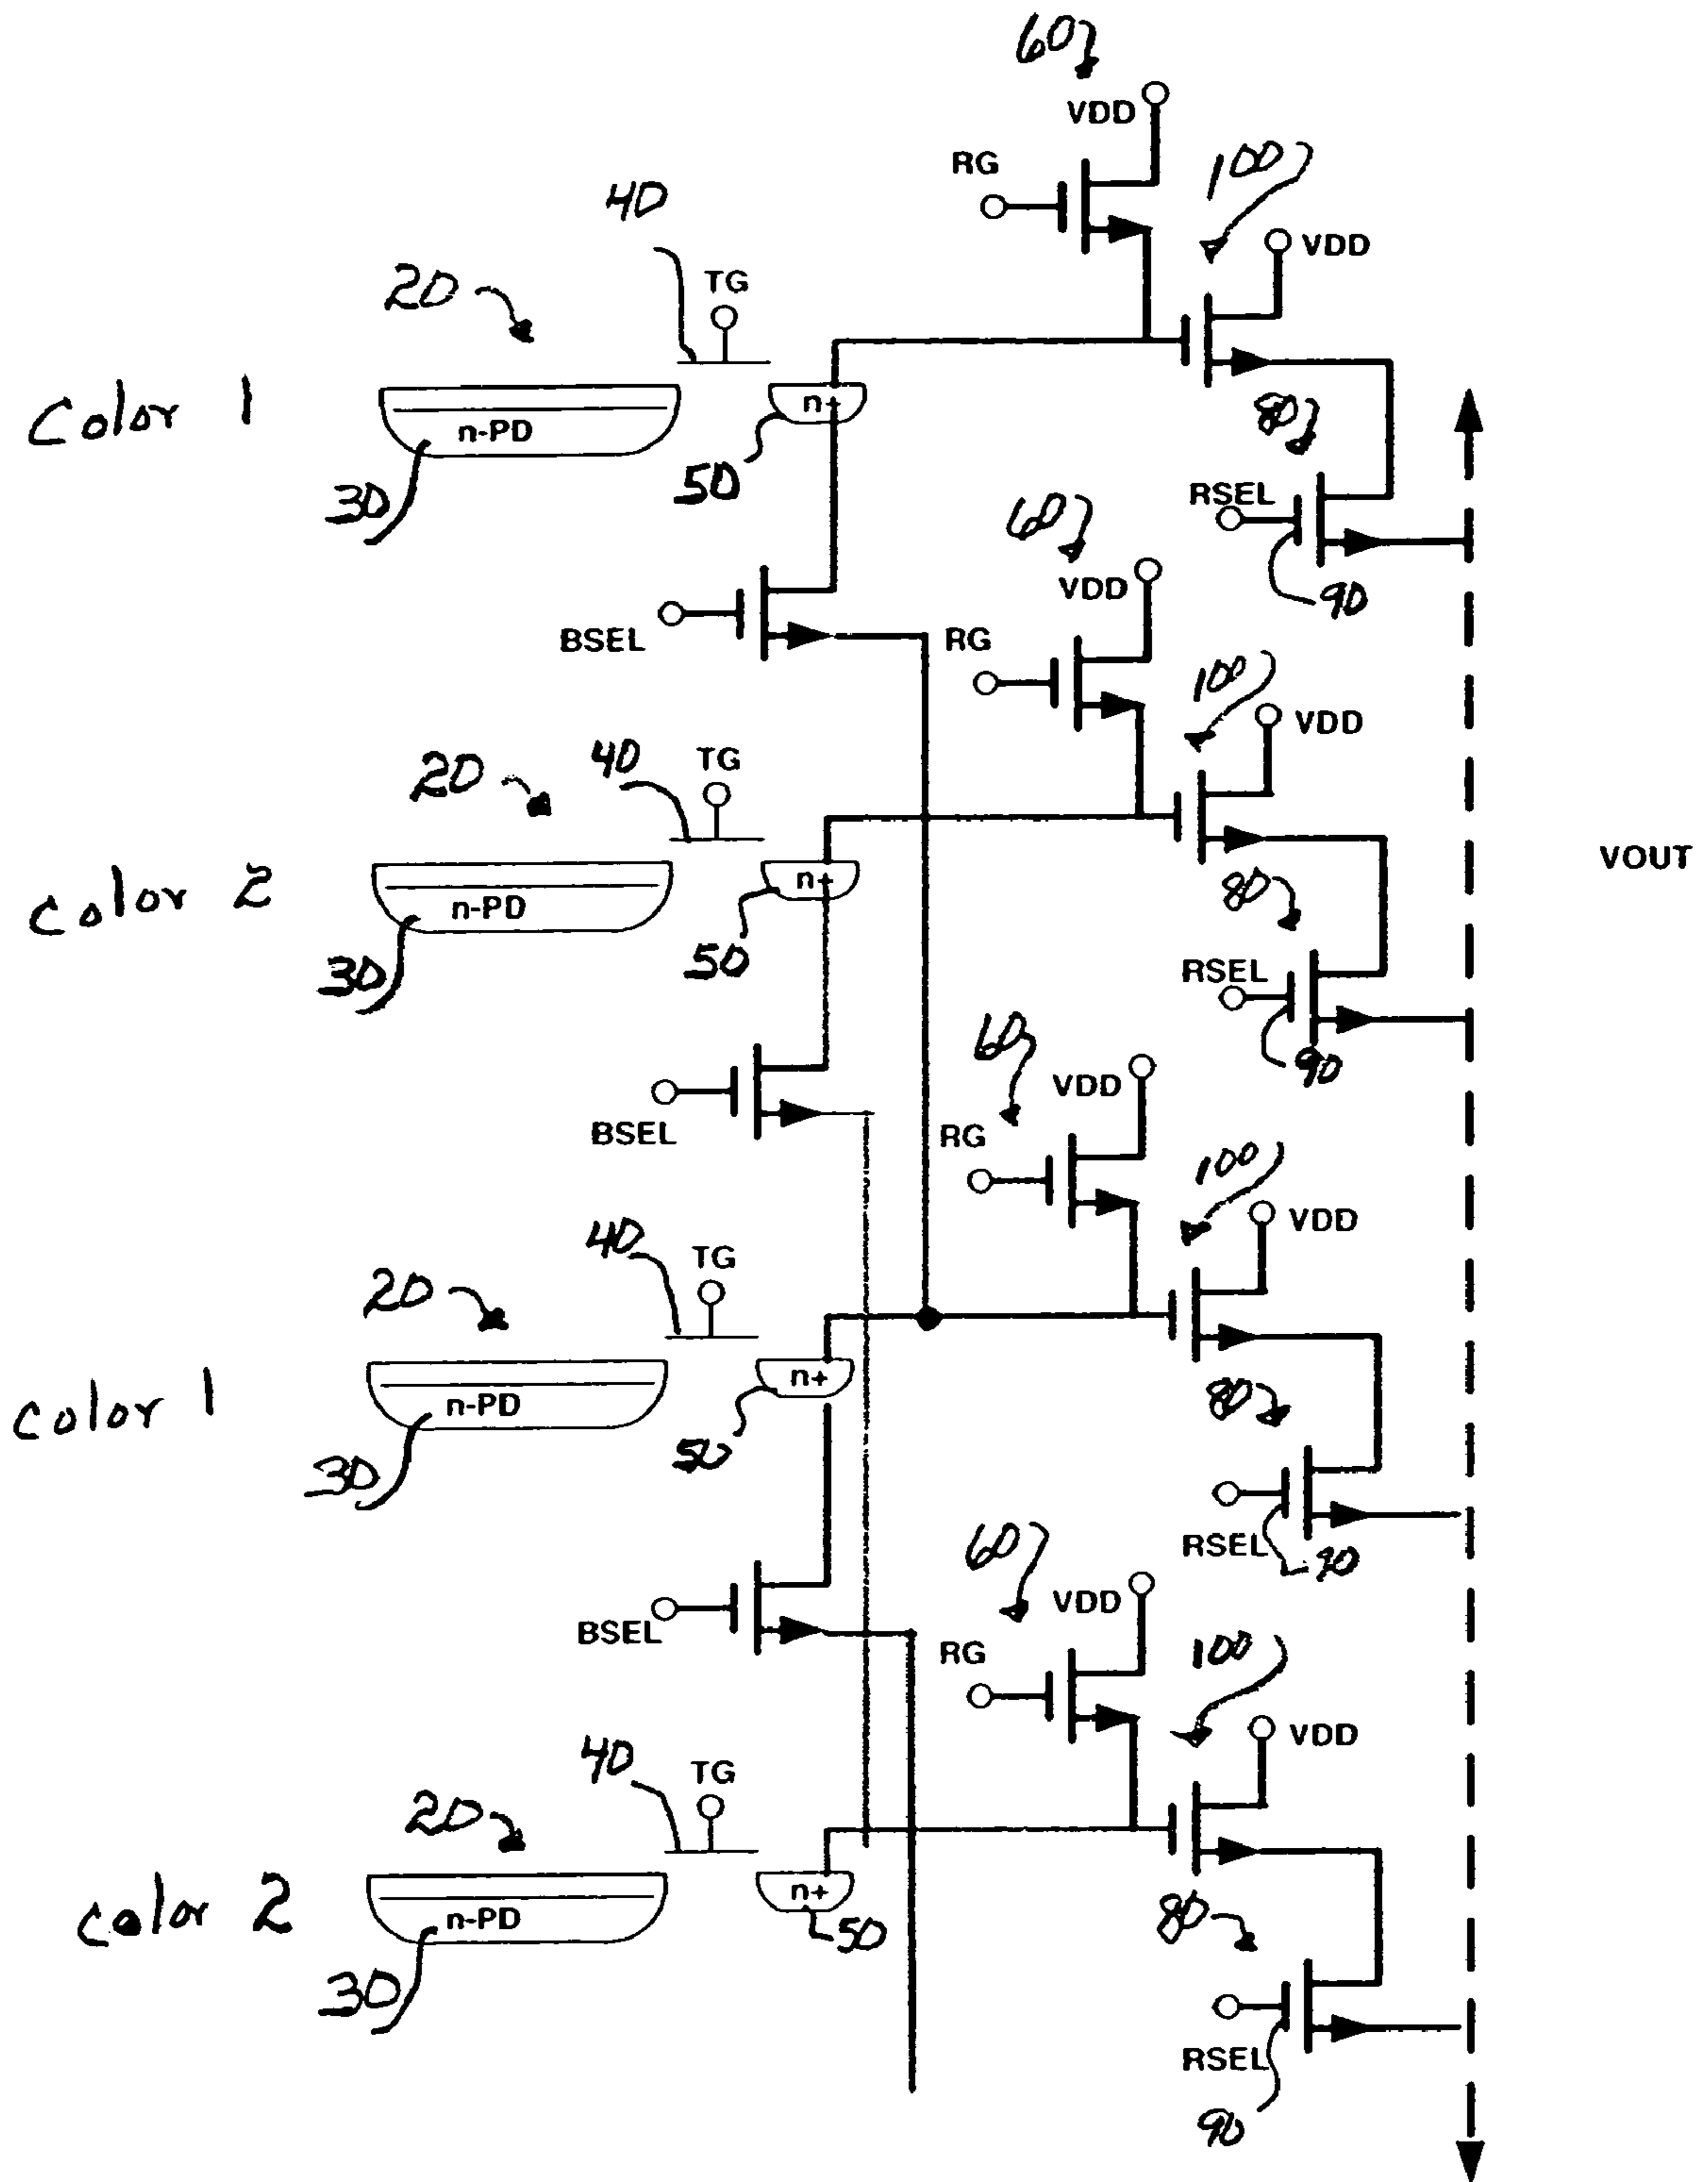 60
VDD
RG
100
40
VDD
20
TG
Color 1
n-PD
n+
80
30
50
RSEL
60
VDD
90
BSEL
RG
100
VDD
20
40
TG
VOUT
Color 2
n-PD
n+
80
30
50
RSEL
60
90
VDD
BSEL
RG
100
VDD
40
TG
20
Color 1
n-PD
n+
80
30
50
60
RSEL
90
VDD
BSEL
RG
100
VDD
40
TG
20
Color 2
n-PD
n+
50
80
30
RSEL
90